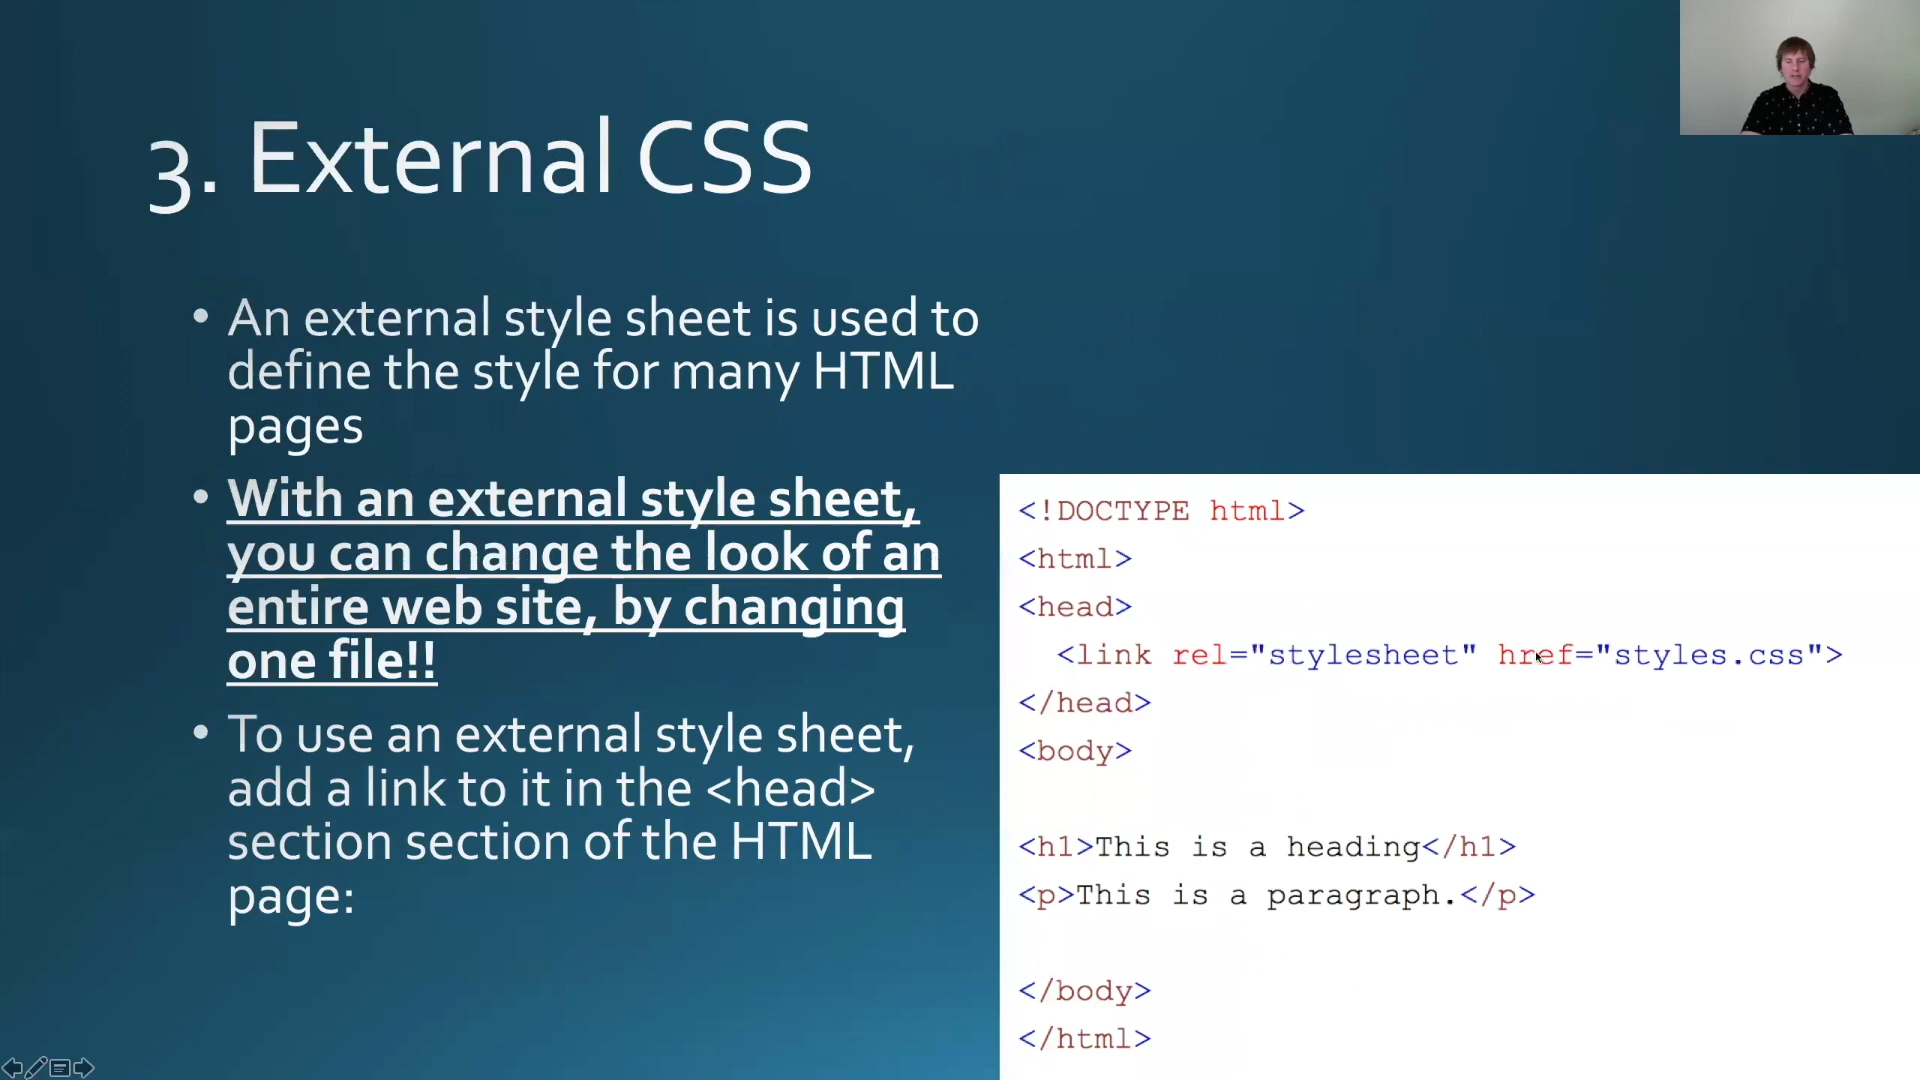 3. External CSS
• An external style sheet is used to
define the style for many HTML
pages
• With an external style sheet,
you can change the look of an
entire web site, by changing
one file!!
• To use an external style sheet,
add a link to it in the <head>
section section of the HTML
page:
<!DOCTYPE html>
<html>
<head>
  <link rel="stylesheet" href="styles.css">
</head>
<body>
<h1>This is a heading</h1>
<p>This is a paragraph.</p>
</body>
</html>